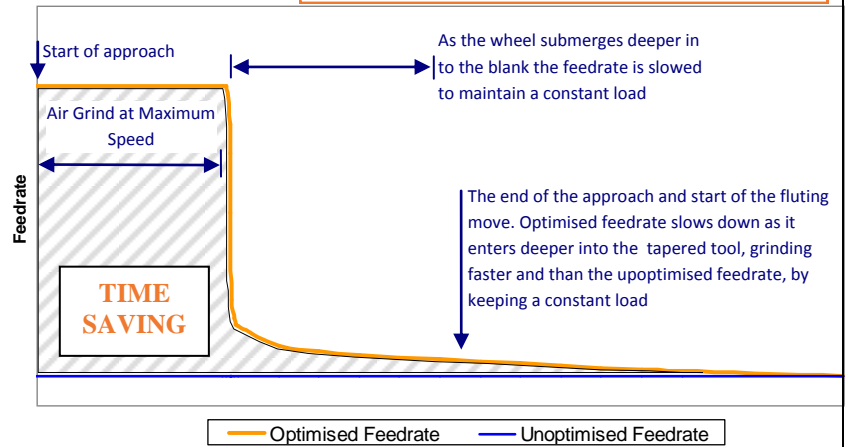 Start of approach
As the wheel submerges deeper in
to the blank the feedrate is slowed
to maintain a constant load
Air Grind at Maximum
Speed
Feedrate
The end of the approach and start of the fluting
move. Optimised feedrate slows down as it
enters deeper into the tapered tool, grinding
faster and than the upoptimised feedrate, by
keeping a constant load
TIME
SAVING
Optimised Feedrate
Unoptimised Feedrate